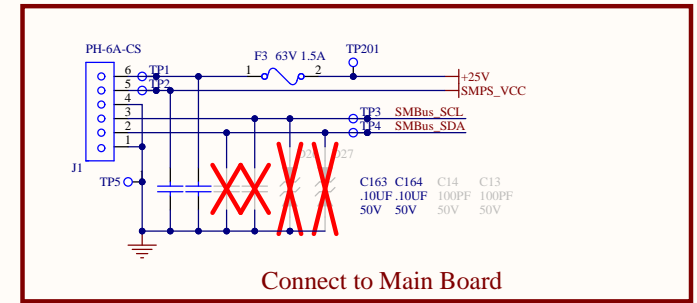 PH-6A-CS
F3 63V 1.5A
TP201
6 TP1 1 2 +25V
5 TP2 SMPS_VCC
4
3 TP3 SMBus_SCL
2 TP4 SMBus_SDA
1
J1
TP5
D27
C163 C164 C14 C13
.10UF .10UF 100PF 100PF
50V 50V 50V 50V
Connect to Main Board